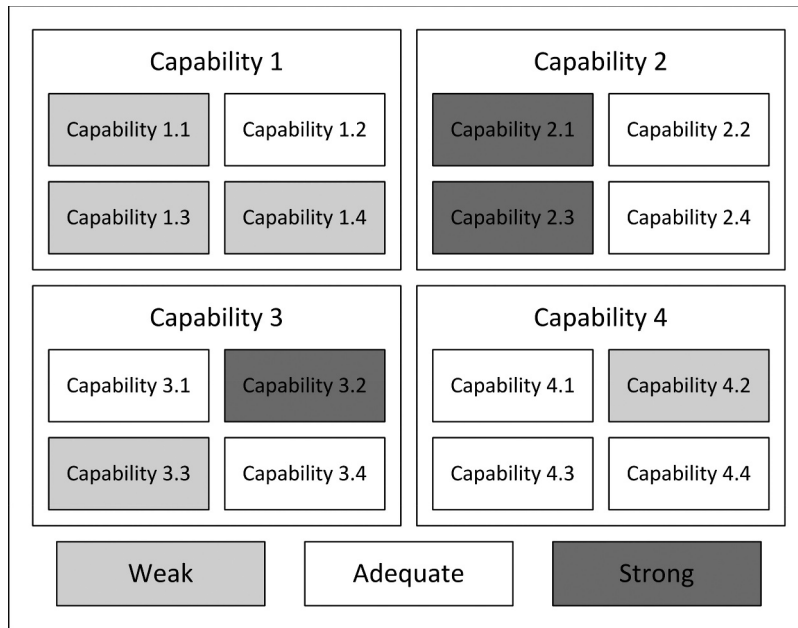 Capability 1
Capability 1.1
Capability 1.2
Capability 1.3
Capability 1.4
Capability 2
Capability 2.1
Capability 2.2
Capability 2.3
Capability 2.4
Capability 3
Capability 3.1
Capability 3.2
Capability 3.3
Capability 3.4
Capability 4
Capability 4.1
Capability 4.2
Capability 4.3
Capability 4.4
Weak
Adequate
Strong